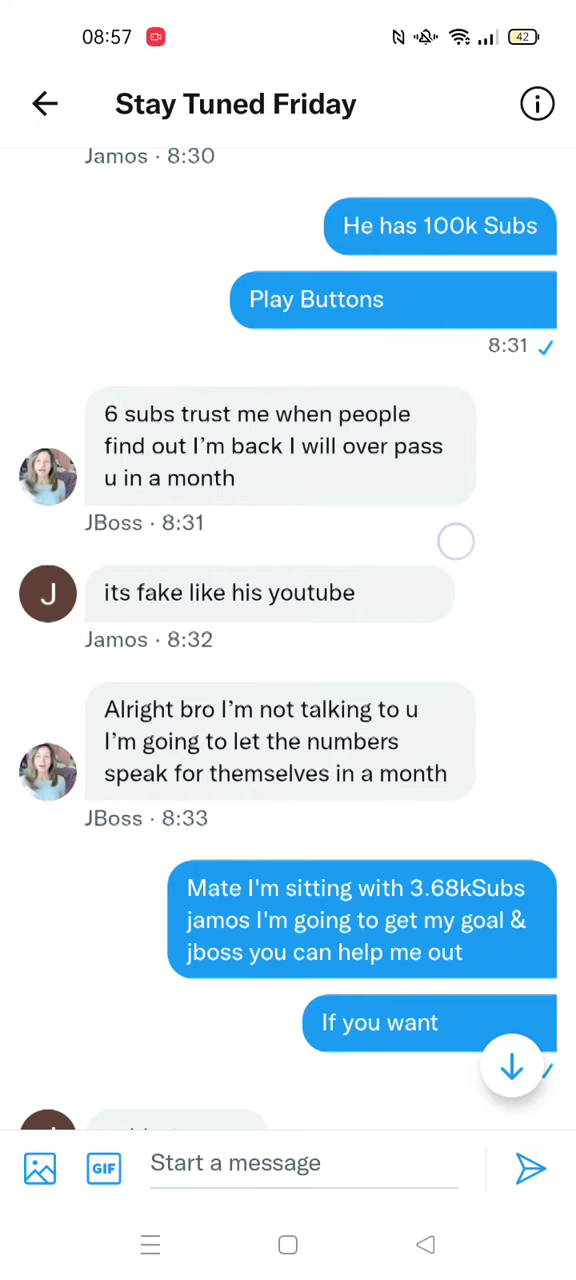 08:57
42
Stay Tuned Friday
Jamos · 8:30
He has 100k Subs
Play Buttons
8:31
6 subs trust me when people
find out I'm back I will over pass
u in a month
JBoss · 8:31
J
its fake like his youtube
Jamos · 8:32
Alright bro I'm not talking to u
I'm going to let the numbers
speak for themselves in a month
JBoss · 8:33
Mate I'm sitting with 3.68kSubs
jamos I'm going to get my goal &
jboss you can help me out
If you want
GIF
Start a message